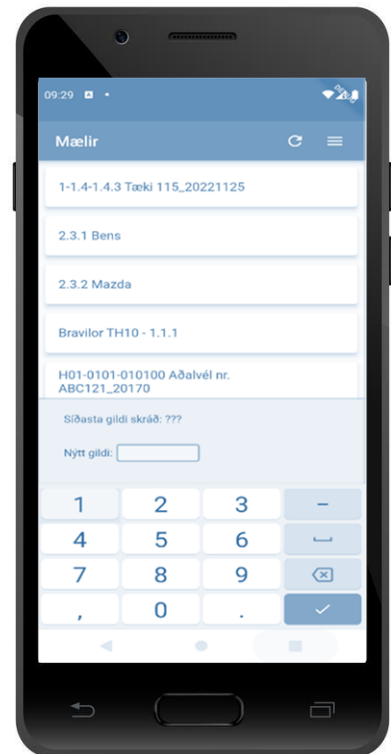 09:29
Mælir
1-1.4-1.4.3 Tæki 115_20221125
2.3.1 Bens
2.3.2 Mazda
Bravilor TH10 - 1.1.1
H01-0101-010100 Aðalvél nr.
ABC121_20170
Síðasta gildi skráð: ???
Nýtt gildi:
1 2 3 −
4 5 6
7 8 9
, 0 .